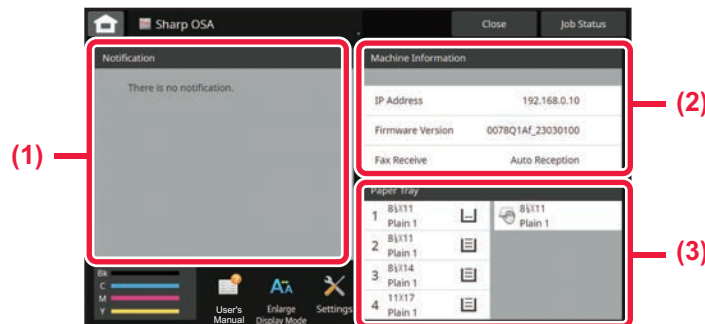 Sharp OSA
Close
Job Status
Notification
There is no notification.
Machine Information
IP Address 192.168.0.10
Firmware Version 0078Q1Af_23030100
Fax Receive Auto Reception
Paper Tray
1 8½X11
Plain 1
2 8½X11
Plain 1
3 8½X14
Plain 1
4 11X17
Plain 1
8½X11
Plain 1
Bk
C
M
Y
User's
Manual
Enlarge
Display Mode
Settings
(1)
(2)
(3)